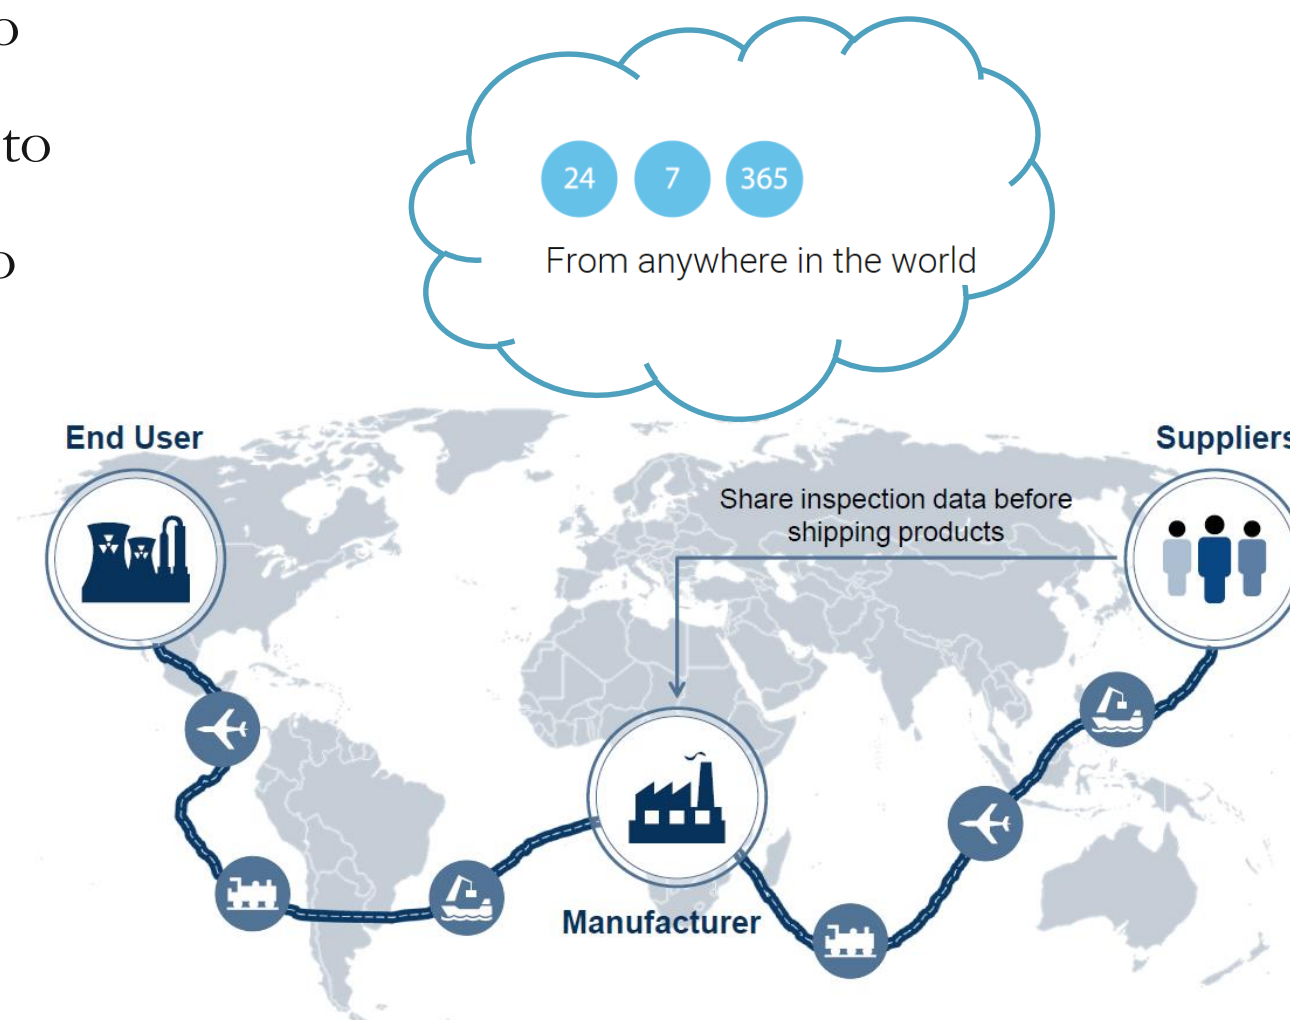 to
24 7 365
From anywhere in the world
End User
Suppliers
Share inspection data before
shipping products
Manufacturer